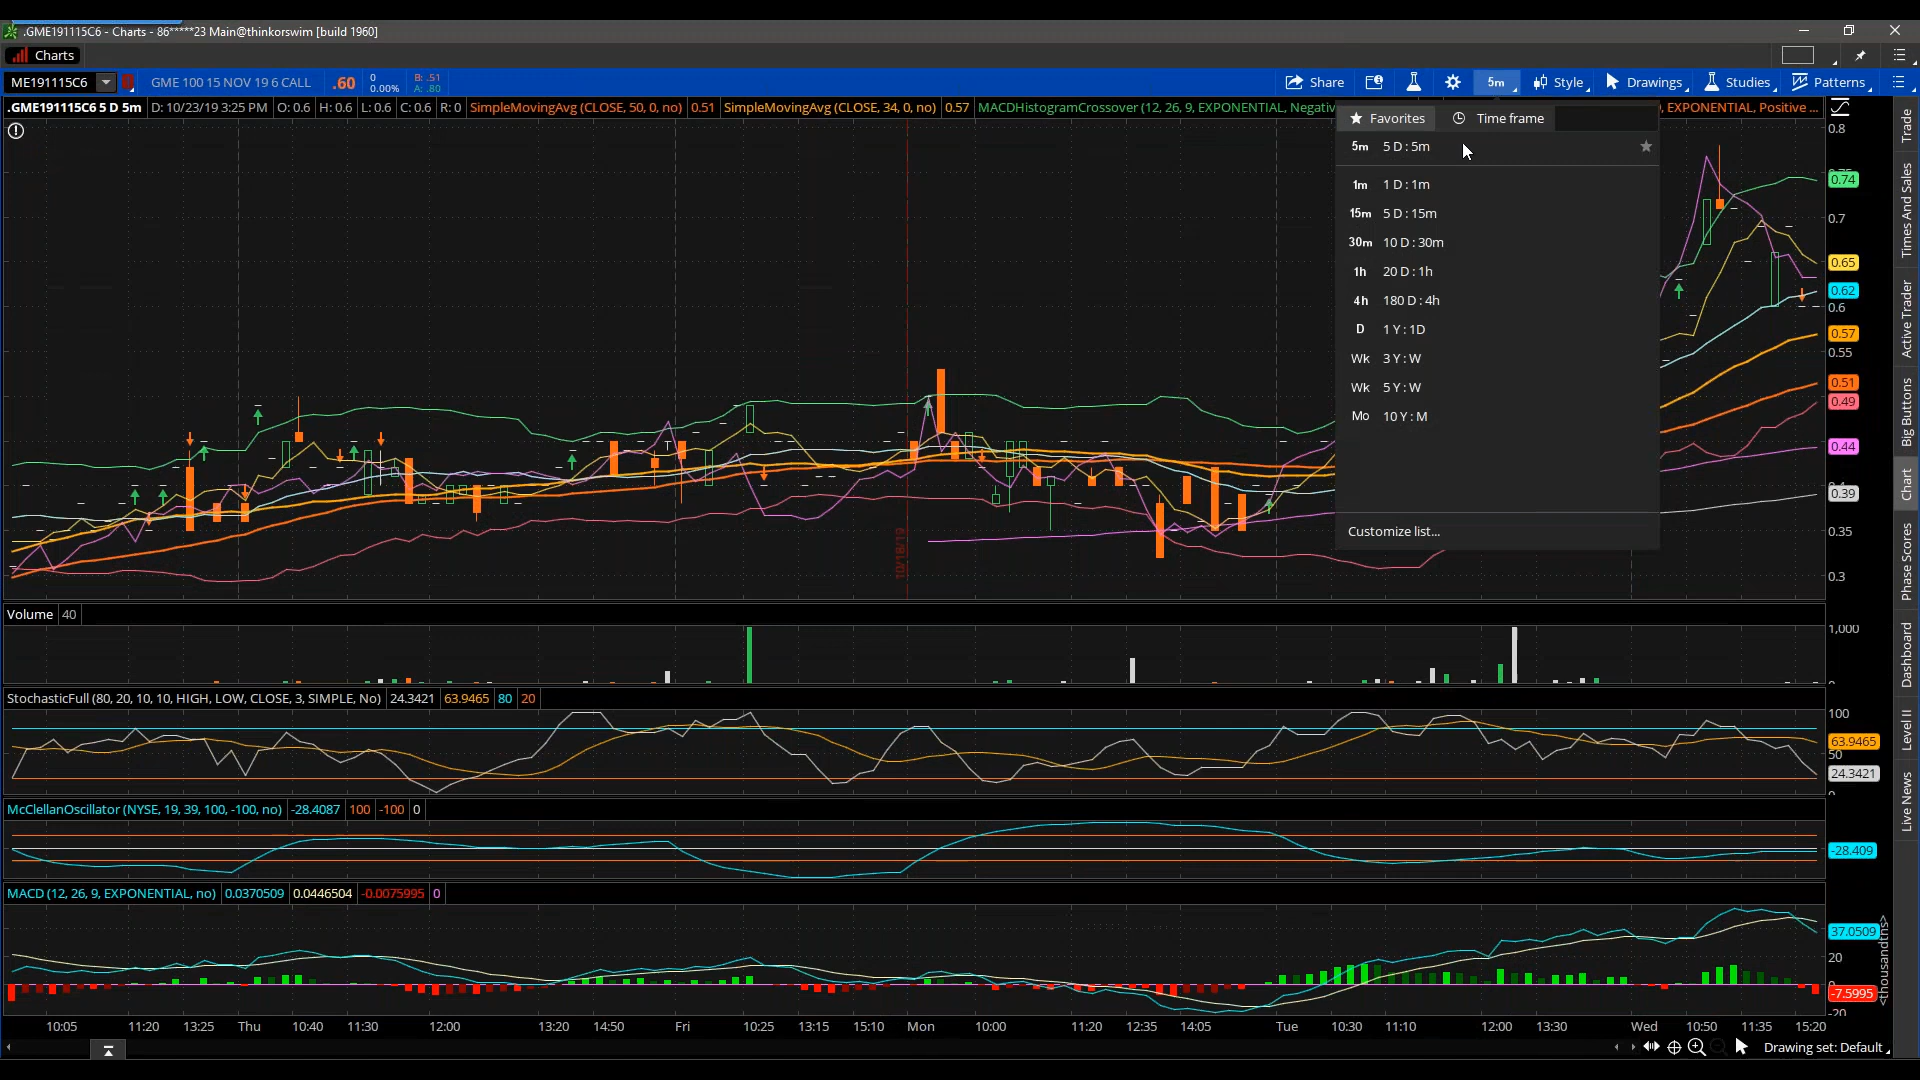 .GME191115C6 - Charts - 86*****23 Main@thinkorswim [build 1960]
Charts
ME191115C6 GME 100 15 NOV 19 6 CALL .60 0 0.00% B: .51 A: .80 Share 5m Style Drawings Studies Patterns
.GME191115C6 5 D 5m D: 10/23/19 3:25 PM O: 0.6 H: 0.6 L: 0.6 C: 0.6 R: 0 SimpleMovingAvg (CLOSE, 50, 0, no) 0.51 SimpleMovingAvg (CLOSE, 34, 0, no) 0.57 MACDHistogramCrossover (12, 26, 9, EXPONENTIAL, Negativ , EXPONENTIAL, Positive ...
Favorites Time frame
5m 5 D : 5m
1m 1 D : 1m
15m 5 D : 15m
30m 10 D : 30m
1h 20 D : 1h
4h 180 D : 4h
D 1 Y : 1D
Wk 3 Y : W
Wk 5 Y : W
Mo 10 Y : M
Customize list...
0.8
0.74
0.7
0.65
0.62
0.6
0.57
0.55
0.51
0.49
0.44
0.39
0.35
0.3
10/18/19
Volume 40
1,000
StochasticFull (80, 20, 10, 10, HIGH, LOW, CLOSE, 3, SIMPLE, No) 24.3421 63.9465 80 20
100
63.9465
50
24.3421
0
McClellanOscillator (NYSE, 19, 39, 100, -100, no) -28.4087 100 -100 0
-28.409
MACD (12, 26, 9, EXPONENTIAL, no) 0.0370509 0.0446504 -0.0075995 0
37.0509
20
-7.5995
-20
<thousandths>
10:05 11:20 13:25 Thu 10:40 11:30 12:00 13:20 14:50 Fri 10:25 13:15 15:10 Mon 10:00 11:20 12:35 14:05 Tue 10:30 11:10 12:00 13:30 Wed 10:50 11:35 15:20
Drawing set: Default
Trade
Times And Sales
Active Trader
Big Buttons
Chart
Phase Scores
Dashboard
Level II
Live News